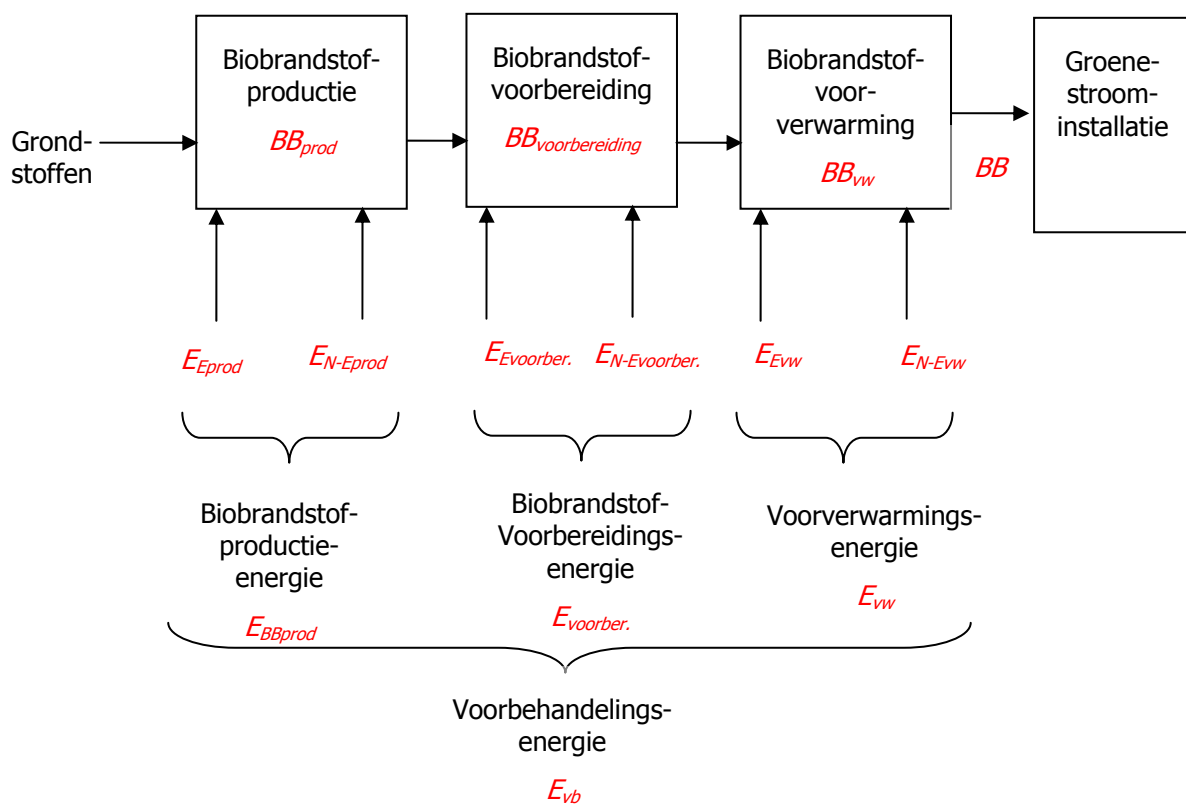 Grond-
stoffen
Biobrandstof-
productie
BBprod
Biobrandstof-
voorbereiding
BBvoorbereiding
Biobrandstof-
voor-
verwarming
BBvw
BB
Groene-
stroom-
installatie
EEprod
EN-Eprod
EEvoorber.
EN-Evoorber.
EEvw
EN-Evw
Biobrandstof-
productie-
energie
EBBprod
Biobrandstof-
Voorbereidings-
energie
Evoorber.
Voorverwarmings-
energie
Evw
Voorbehandelings-
energie
Evb